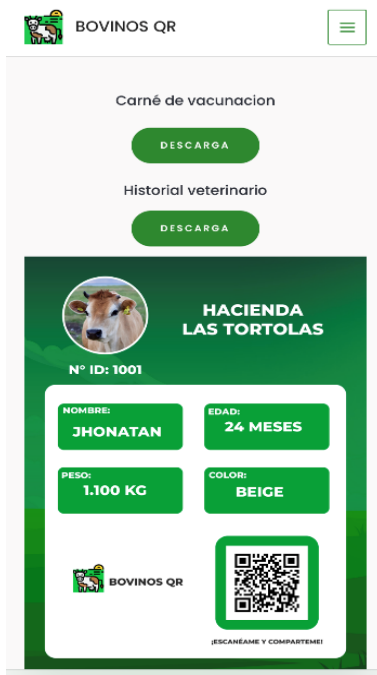 BOVINOS QR
Carné de vacunacion
DESCARGA
Historial veterinario
DESCARGA
HACIENDA
LAS TORTOLAS
N° ID: 1001
NOMBRE:
JHONATAN
EDAD:
24 MESES
PESO:
1.100 KG
COLOR:
BEIGE
BOVINOS QR
¡ESCANÉAME Y COMPARTEME!